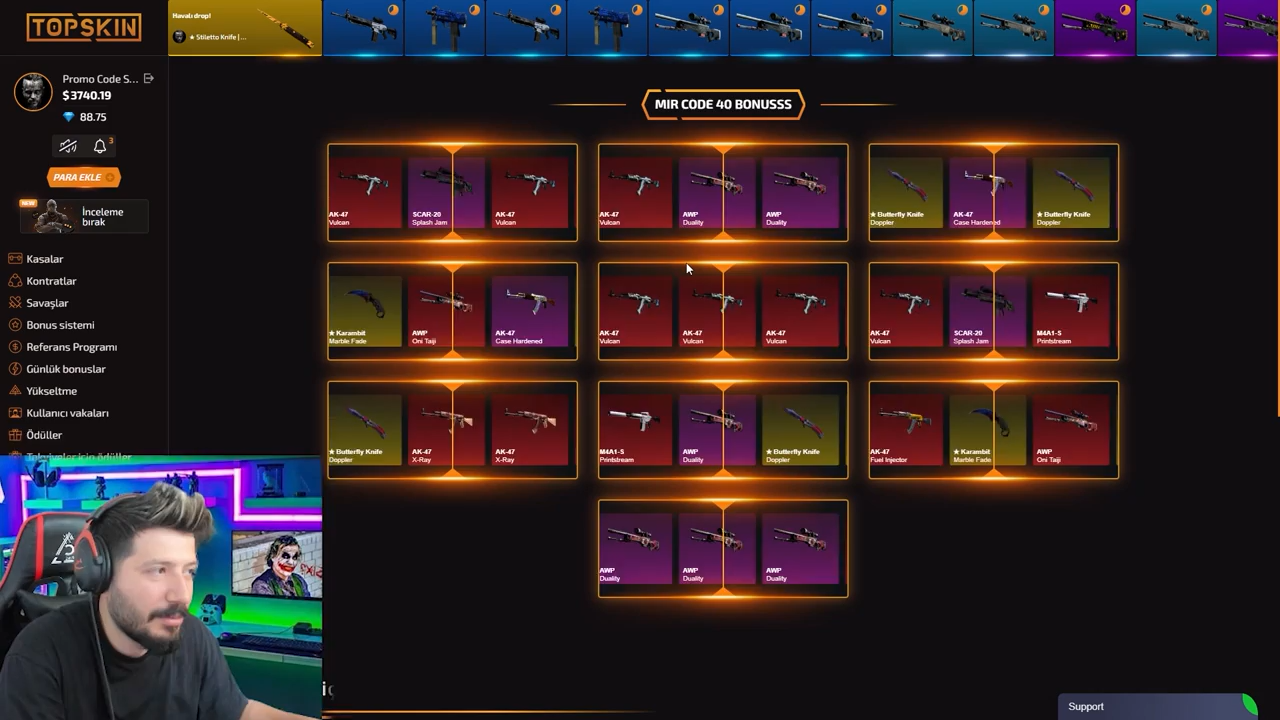 TOPSKIN
Havalı drop!
★ Stiletto Knife | ...
Promo Code S...
$3740.19
88.75
3
PARA EKLE
NEW
İnceleme
bırak
Kasalar
Kontratlar
Savaşlar
Bonus sistemi
Referans Programı
Günlük bonuslar
Yükseltme
Kullanıcı vakaları
Ödüller
MIR CODE 40 BONUSSS
AK-47
Vulcan
SCAR-20
Splash Jam
AK-47
Vulcan
AK-47
Vulcan
AWP
Duality
AWP
Duality
★ Butterfly Knife
Doppler
AK-47
Case Hardened
★ Butterfly Knife
Doppler
★ Karambit
Marble Fade
AWP
Oni Taiji
AK-47
Case Hardened
AK-47
Vulcan
AK-47
Vulcan
AK-47
Vulcan
AK-47
Vulcan
SCAR-20
Splash Jam
M4A1-S
Printstream
★ Butterfly Knife
Doppler
AK-47
X-Ray
AK-47
X-Ray
M4A1-S
Printstream
AWP
Duality
★ Butterfly Knife
Doppler
AK-47
Fuel Injector
★ Karambit
Marble Fade
AWP
Oni Taiji
AWP
Duality
AWP
Duality
AWP
Duality
Support